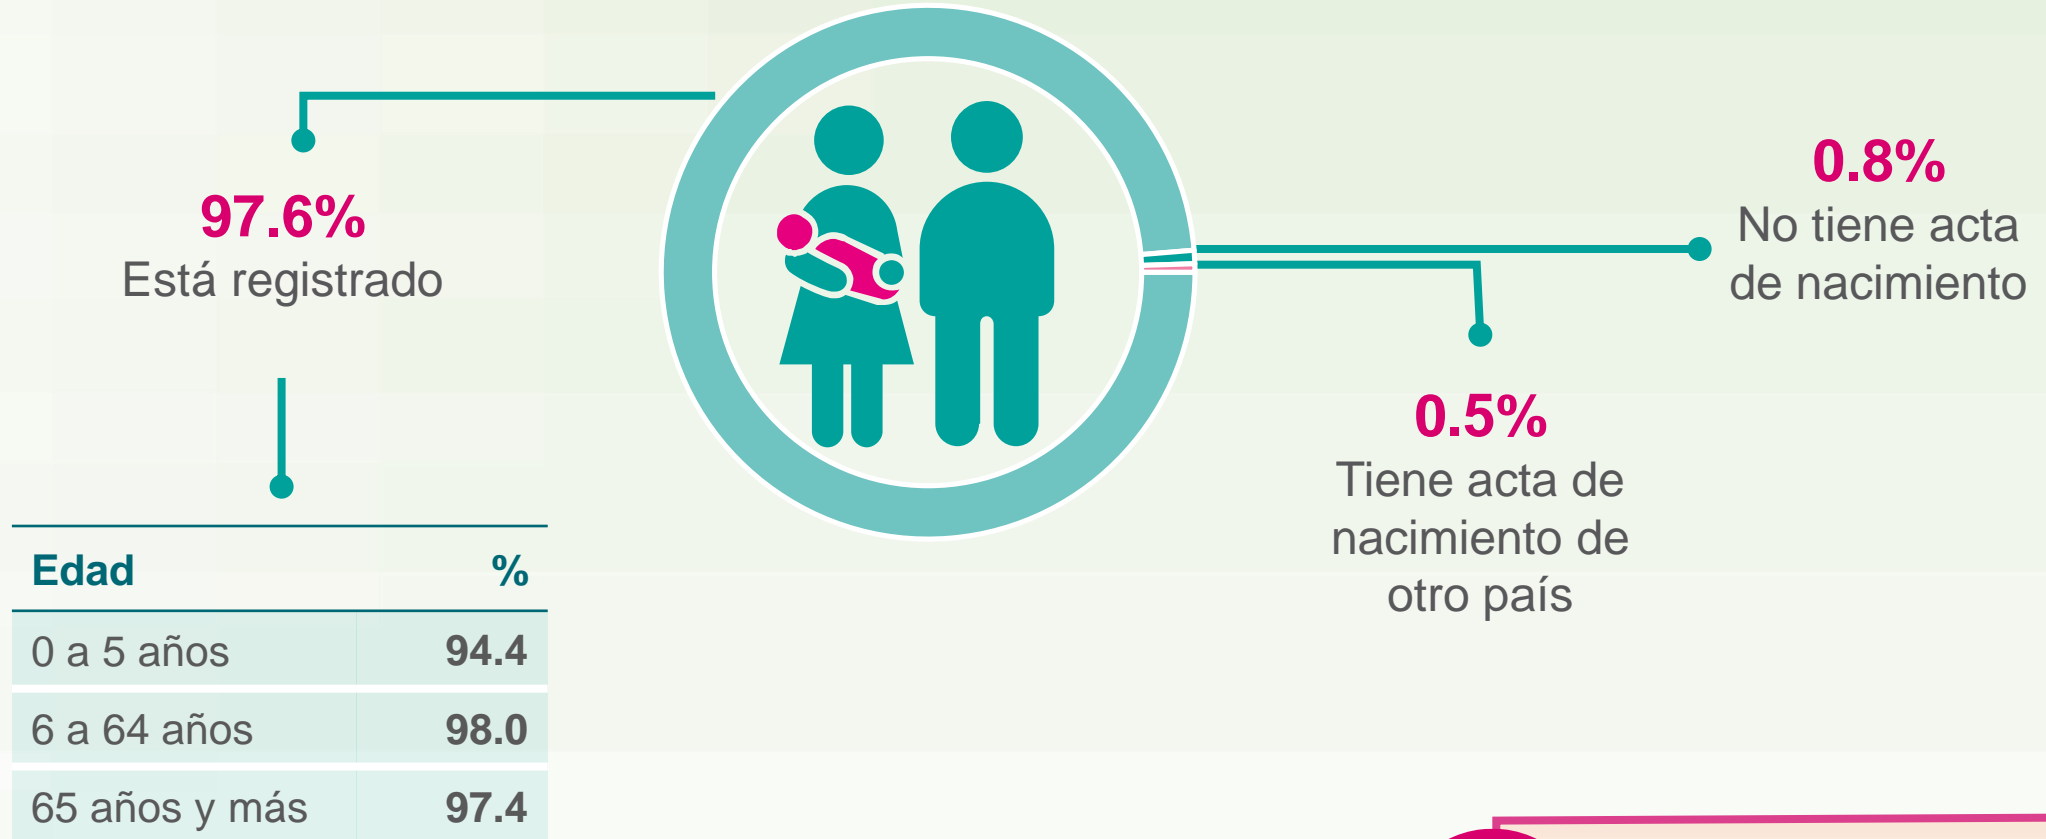 97.6%
Está registrado
0.8%
No tiene acta
de nacimiento
0.5%
Tiene acta de
nacimiento de
otro país
Edad %
0 a 5 años 94.4
6 a 64 años 98.0
65 años y más 97.4